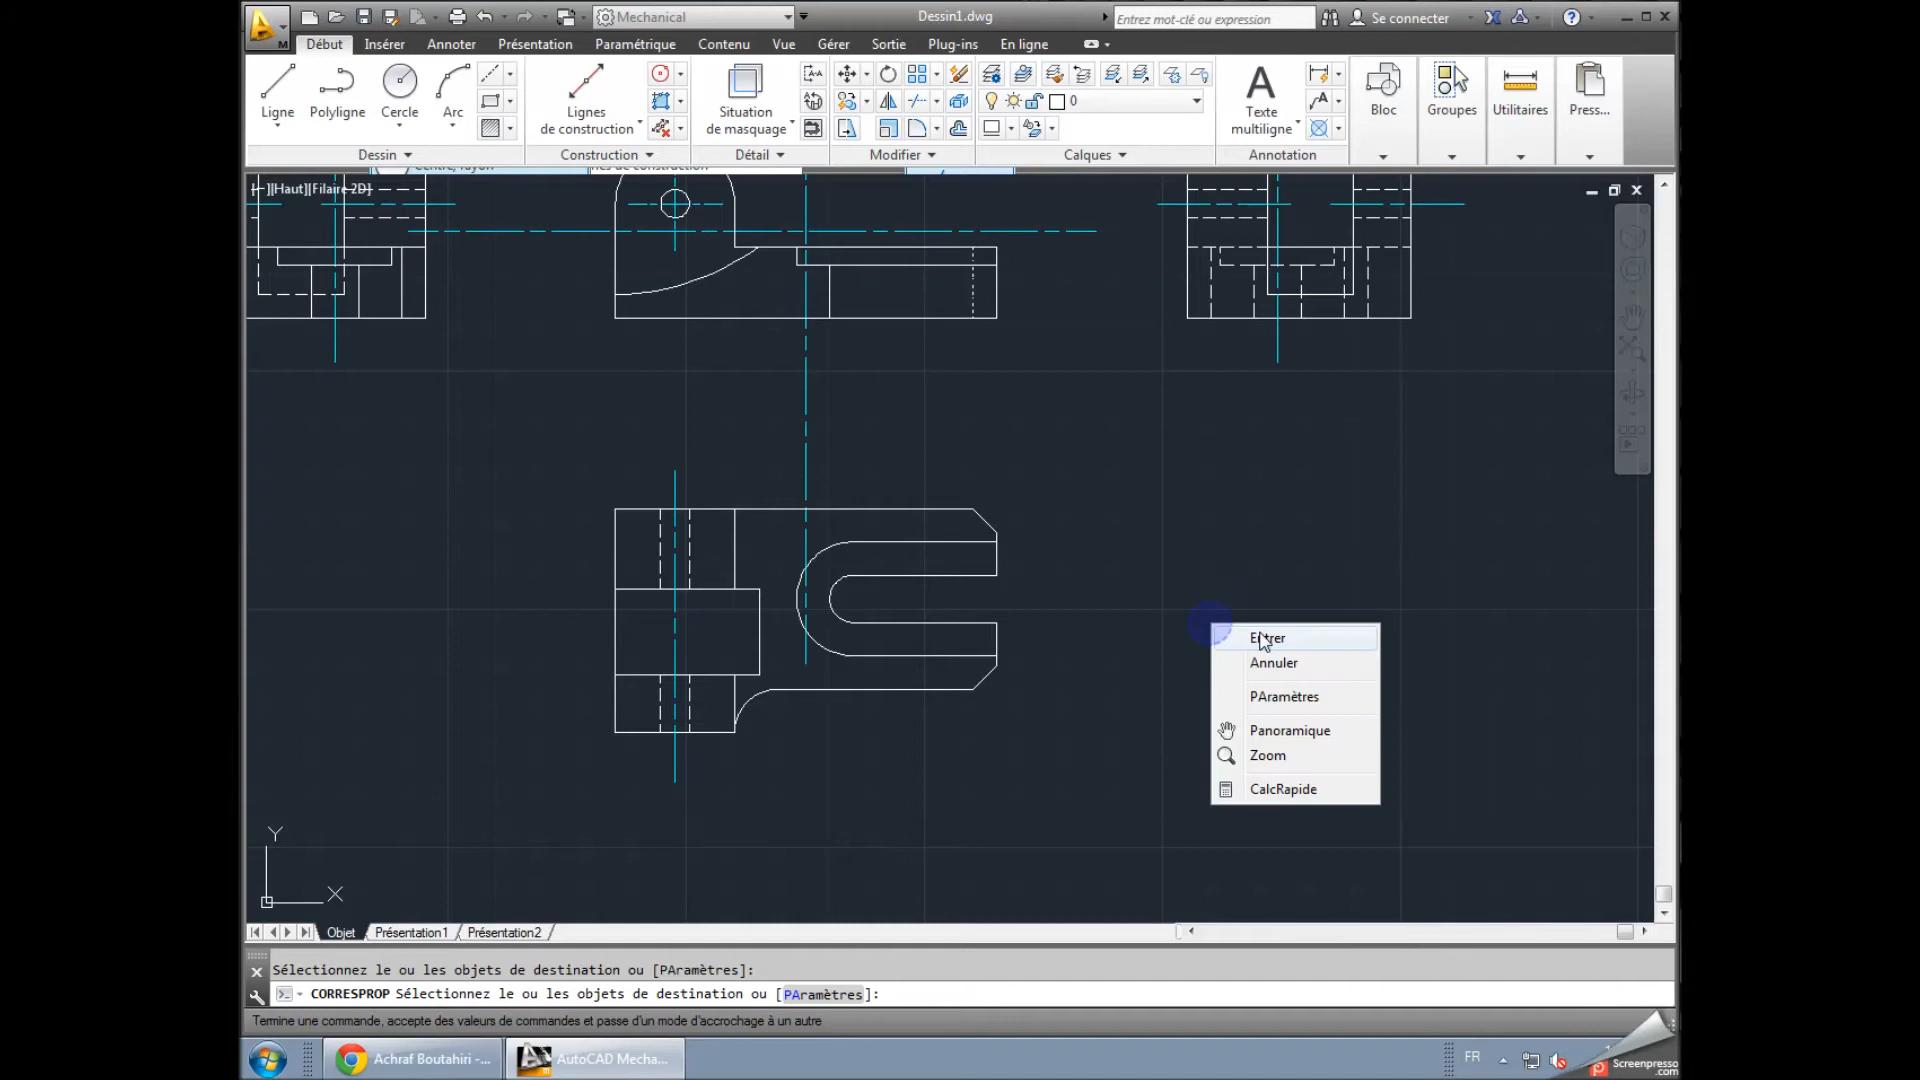 Mechanical
Dessin1.dwg
Entrez mot-clé ou expression
Se connecter
M
Début
Insérer
Annoter
Présentation
Paramétrique
Contenu
Vue
Gérer
Sortie
Plug-ins
En ligne
Ligne
Polyligne
Cercle
Arc
Lignes
de construction
Situation
de masquage
0
Texte
multiligne
Bloc
Groupes
Utilitaires
Press...
Dessin
Construction
Détail
Modifier
Calques
Annotation
][Haut][Filaire 2D]
Entrer
Annuler
PAramètres
Panoramique
Zoom
CalcRapide
Y
X
Objet
Présentation1
Présentation2
Sélectionnez le ou les objets de destination ou [PAramètres]:
CORRESPROP Sélectionnez le ou les objets de destination ou [PAramètres]:
Termine une commande, accepte des valeurs de commandes et passe d'un mode d'accrochage à un autre
Achraf Boutahiri -...
AutoCAD Mecha...
FR
Screenpresso
.com